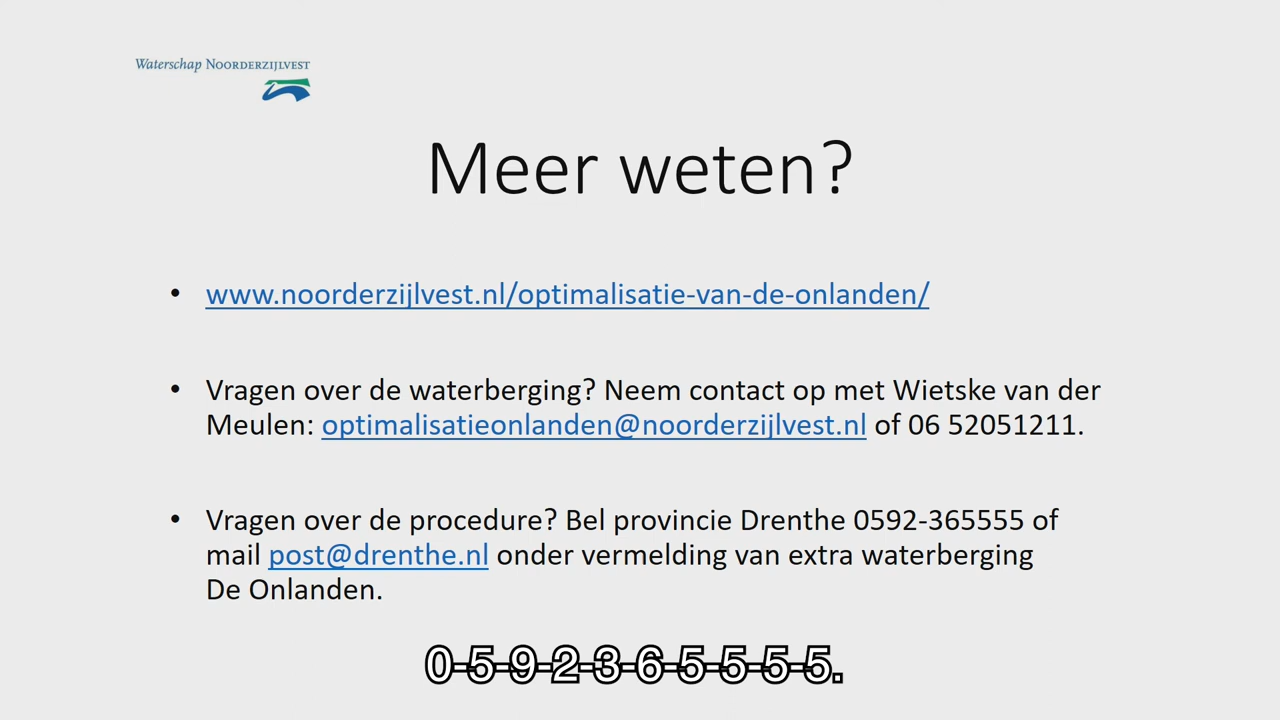 Waterschap NOORDERZIJLVEST
Meer weten?
• www.noorderzijlvest.nl/optimalisatie-van-de-onlanden/
• Vragen over de waterberging? Neem contact op met Wietske van der
Meulen: optimalisatieonlanden@noorderzijlvest.nl of 06 52051211.
• Vragen over de procedure? Bel provincie Drenthe 0592-365555 of
mail post@drenthe.nl onder vermelding van extra waterberging
De Onlanden.
0-5-9-2-3-6-5-5-5-5.